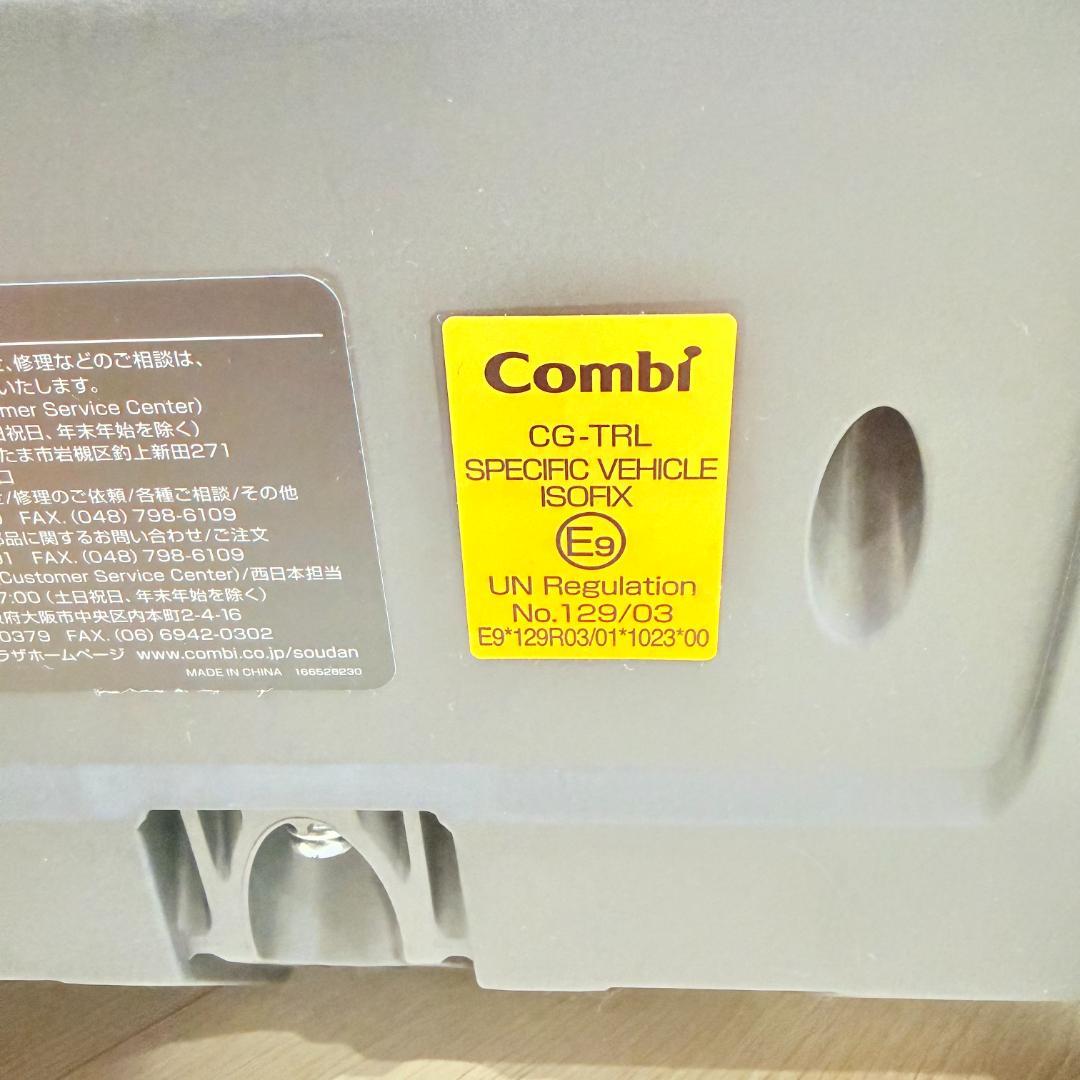 修理などのご相談は、
いたします。
mer Service Center)
日祝日、年末年始を除く)
たま市岩槻区釣上新田271
口
/修理のご依頼/各種ご相談/その他
FAX. (048) 798-6109
部品に関するお問い合わせ/ご注文
01 FAX. (048) 798-6109
(Customer Service Center)/西日本担当
7:00 (土日祝日、年末年始を除く)
府大阪市中央区内本町2-4-16
0379 FAX. (06) 6942-0302
ラザホームページ www.combi.co.jp/soudan
MADE IN CHINA 166528230
Combi
CG-TRL
SPECIFIC VEHICLE
ISOFIX
E9
UN Regulation
No.129/03
E9*129R03/01*1023*00